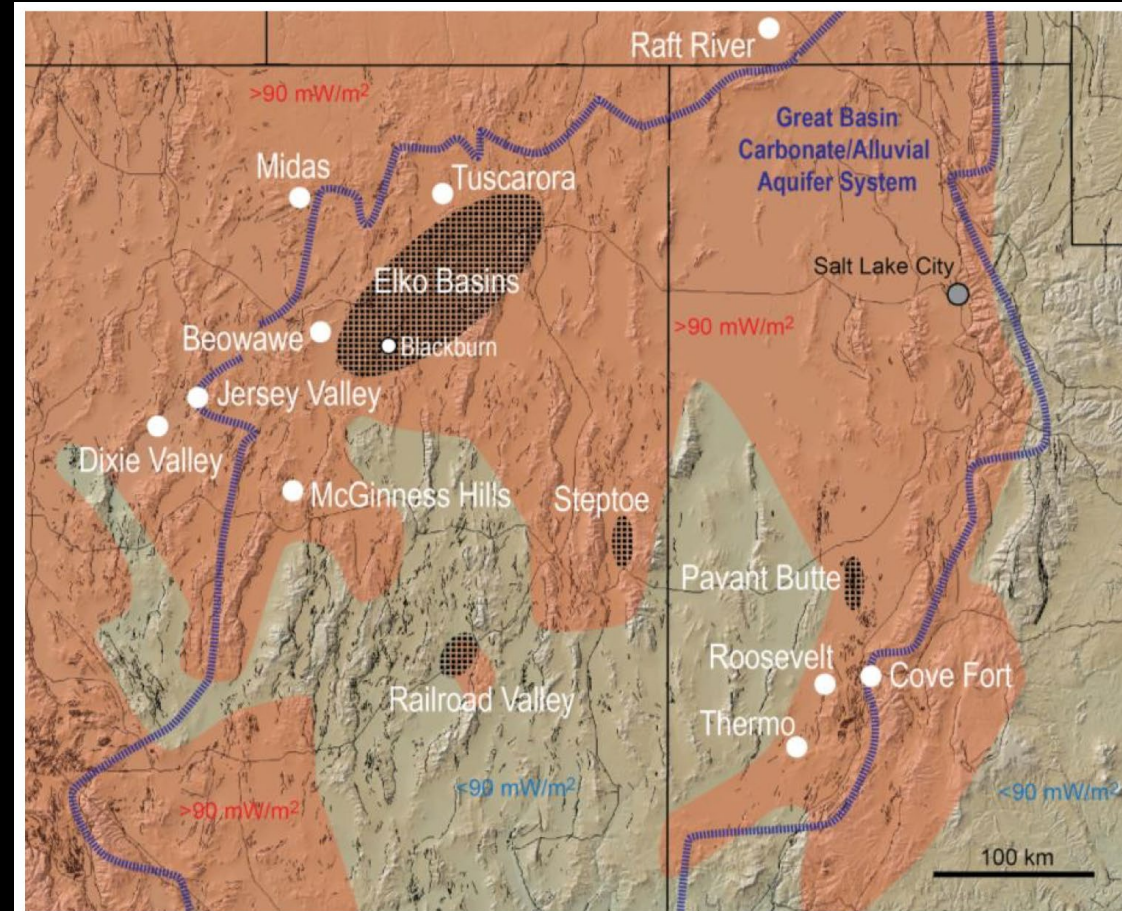 Raft River
>90 mW/m²
Great Basin
Carbonate/Alluvial
Aquifer System
Midas
Tuscarora
Salt Lake City
Elko Basins
Beowawe
>90 mW/m²
Blackburn
Jersey Valley
Dixie Valley
McGinness Hills
Steptoe
Pavant Butte
Roosevelt
Cove Fort
Railroad Valley
Thermo
>90 mW/m²
<90 mW/m²
<90 mW/m²
100 km